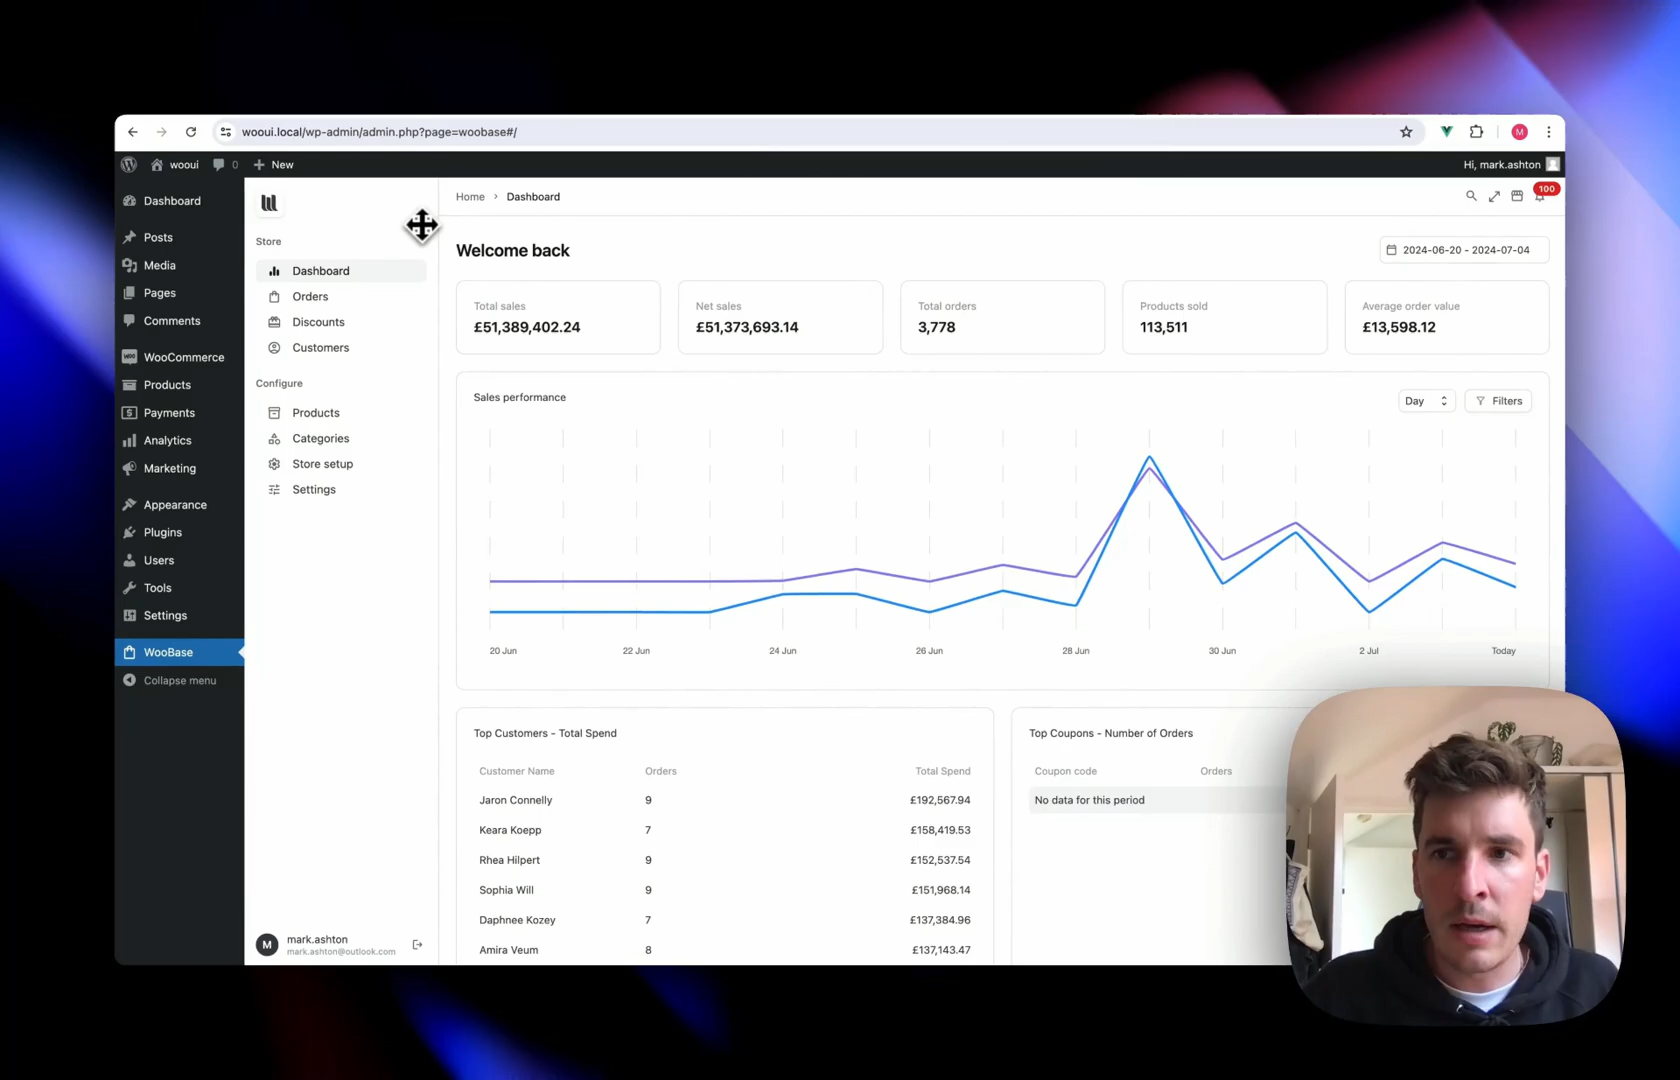 wooui.local/wp-admin/admin.php?page=woobase#/
M
wooui
0
New
Hi, mark.ashton
Dashboard
Posts
Media
Pages
Comments
WooCommerce
Products
Payments
Analytics
Marketing
Appearance
Plugins
Users
Tools
Settings
WooBase
Collapse menu
Store
Dashboard
Orders
Discounts
Customers
Configure
Products
Categories
Store setup
Settings
M
mark.ashton
mark.ashton@outlook.com
Home > Dashboard
100
Welcome back
2024-06-20 - 2024-07-04
Total sales
£51,389,402.24
Net sales
£51,373,693.14
Total orders
3,778
Products sold
113,511
Average order value
£13,598.12
Sales performance
Day
Filters
20 Jun 22 Jun 24 Jun 26 Jun 28 Jun 30 Jun 2 Jul Today
Top Customers - Total Spend
Customer Name Orders Total Spend
Jaron Connelly 9 £192,567.94
Keara Koepp 7 £158,419.53
Rhea Hilpert 9 £152,537.54
Sophia Will 9 £151,968.14
Daphnee Kozey 7 £137,384.96
Amira Veum 8 £137,143.47
Top Coupons - Number of Orders
Coupon code Orders
No data for this period